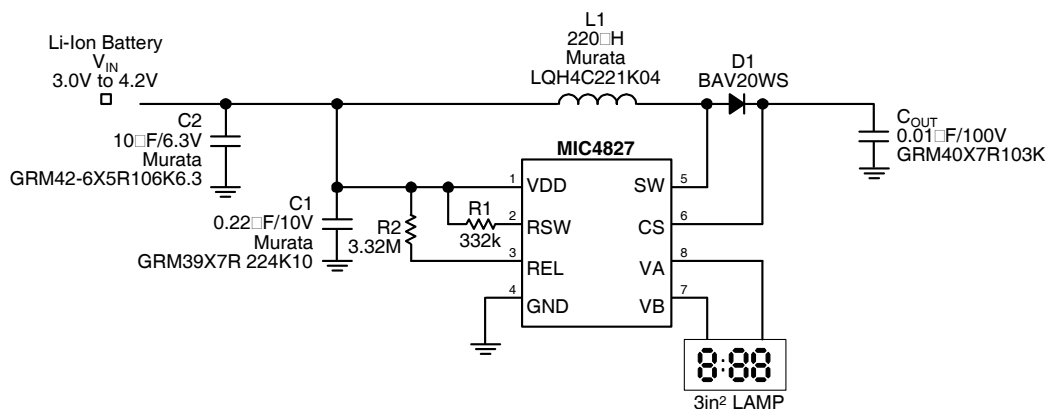 Li-Ion Battery
VIN
3.0V to 4.2V
L1
220□H
Murata
LQH4C221K04
D1
BAV20WS
C2
10□F/6.3V
Murata
GRM42-6X5R106K6.3
COUT
0.01□F/100V
GRM40X7R103K
MIC4827
C1
0.22□F/10V
Murata
GRM39X7R 224K10
R2
3.32M
R1
332k
1 VDD SW 5
2 RSW CS 6
3 REL VA 8
4 GND VB 7
8:88
3in² LAMP